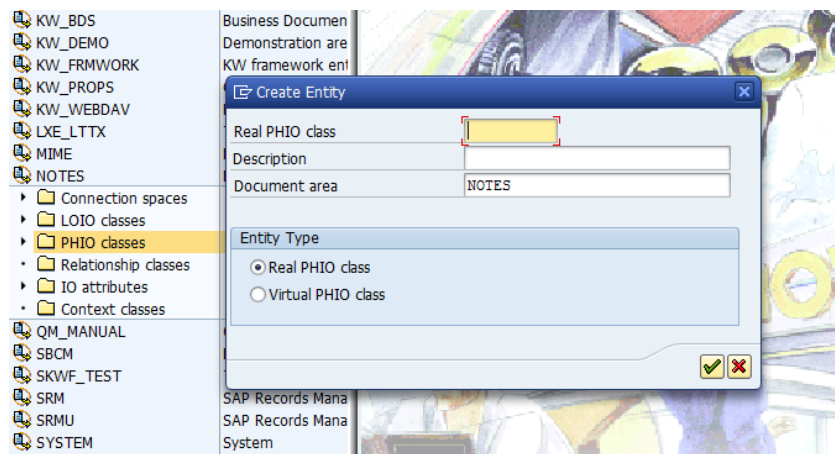 KW_BDS Business Documen
KW_DEMO Demonstration are
KW_FRMWORK KW framework ent
KW_PROPS
KW_WEBDAV
LXE_LTTX
MIME
NOTES
Connection spaces
LOIO classes
PHIO classes
Relationship classes
IO attributes
Context classes
QM_MANUAL
SBCM
SKWF_TEST
SRM SAP Records Mana
SRMU SAP Records Mana
SYSTEM System
Create Entity
Real PHIO class
Description
Document area NOTES
Entity Type
Real PHIO class
Virtual PHIO class